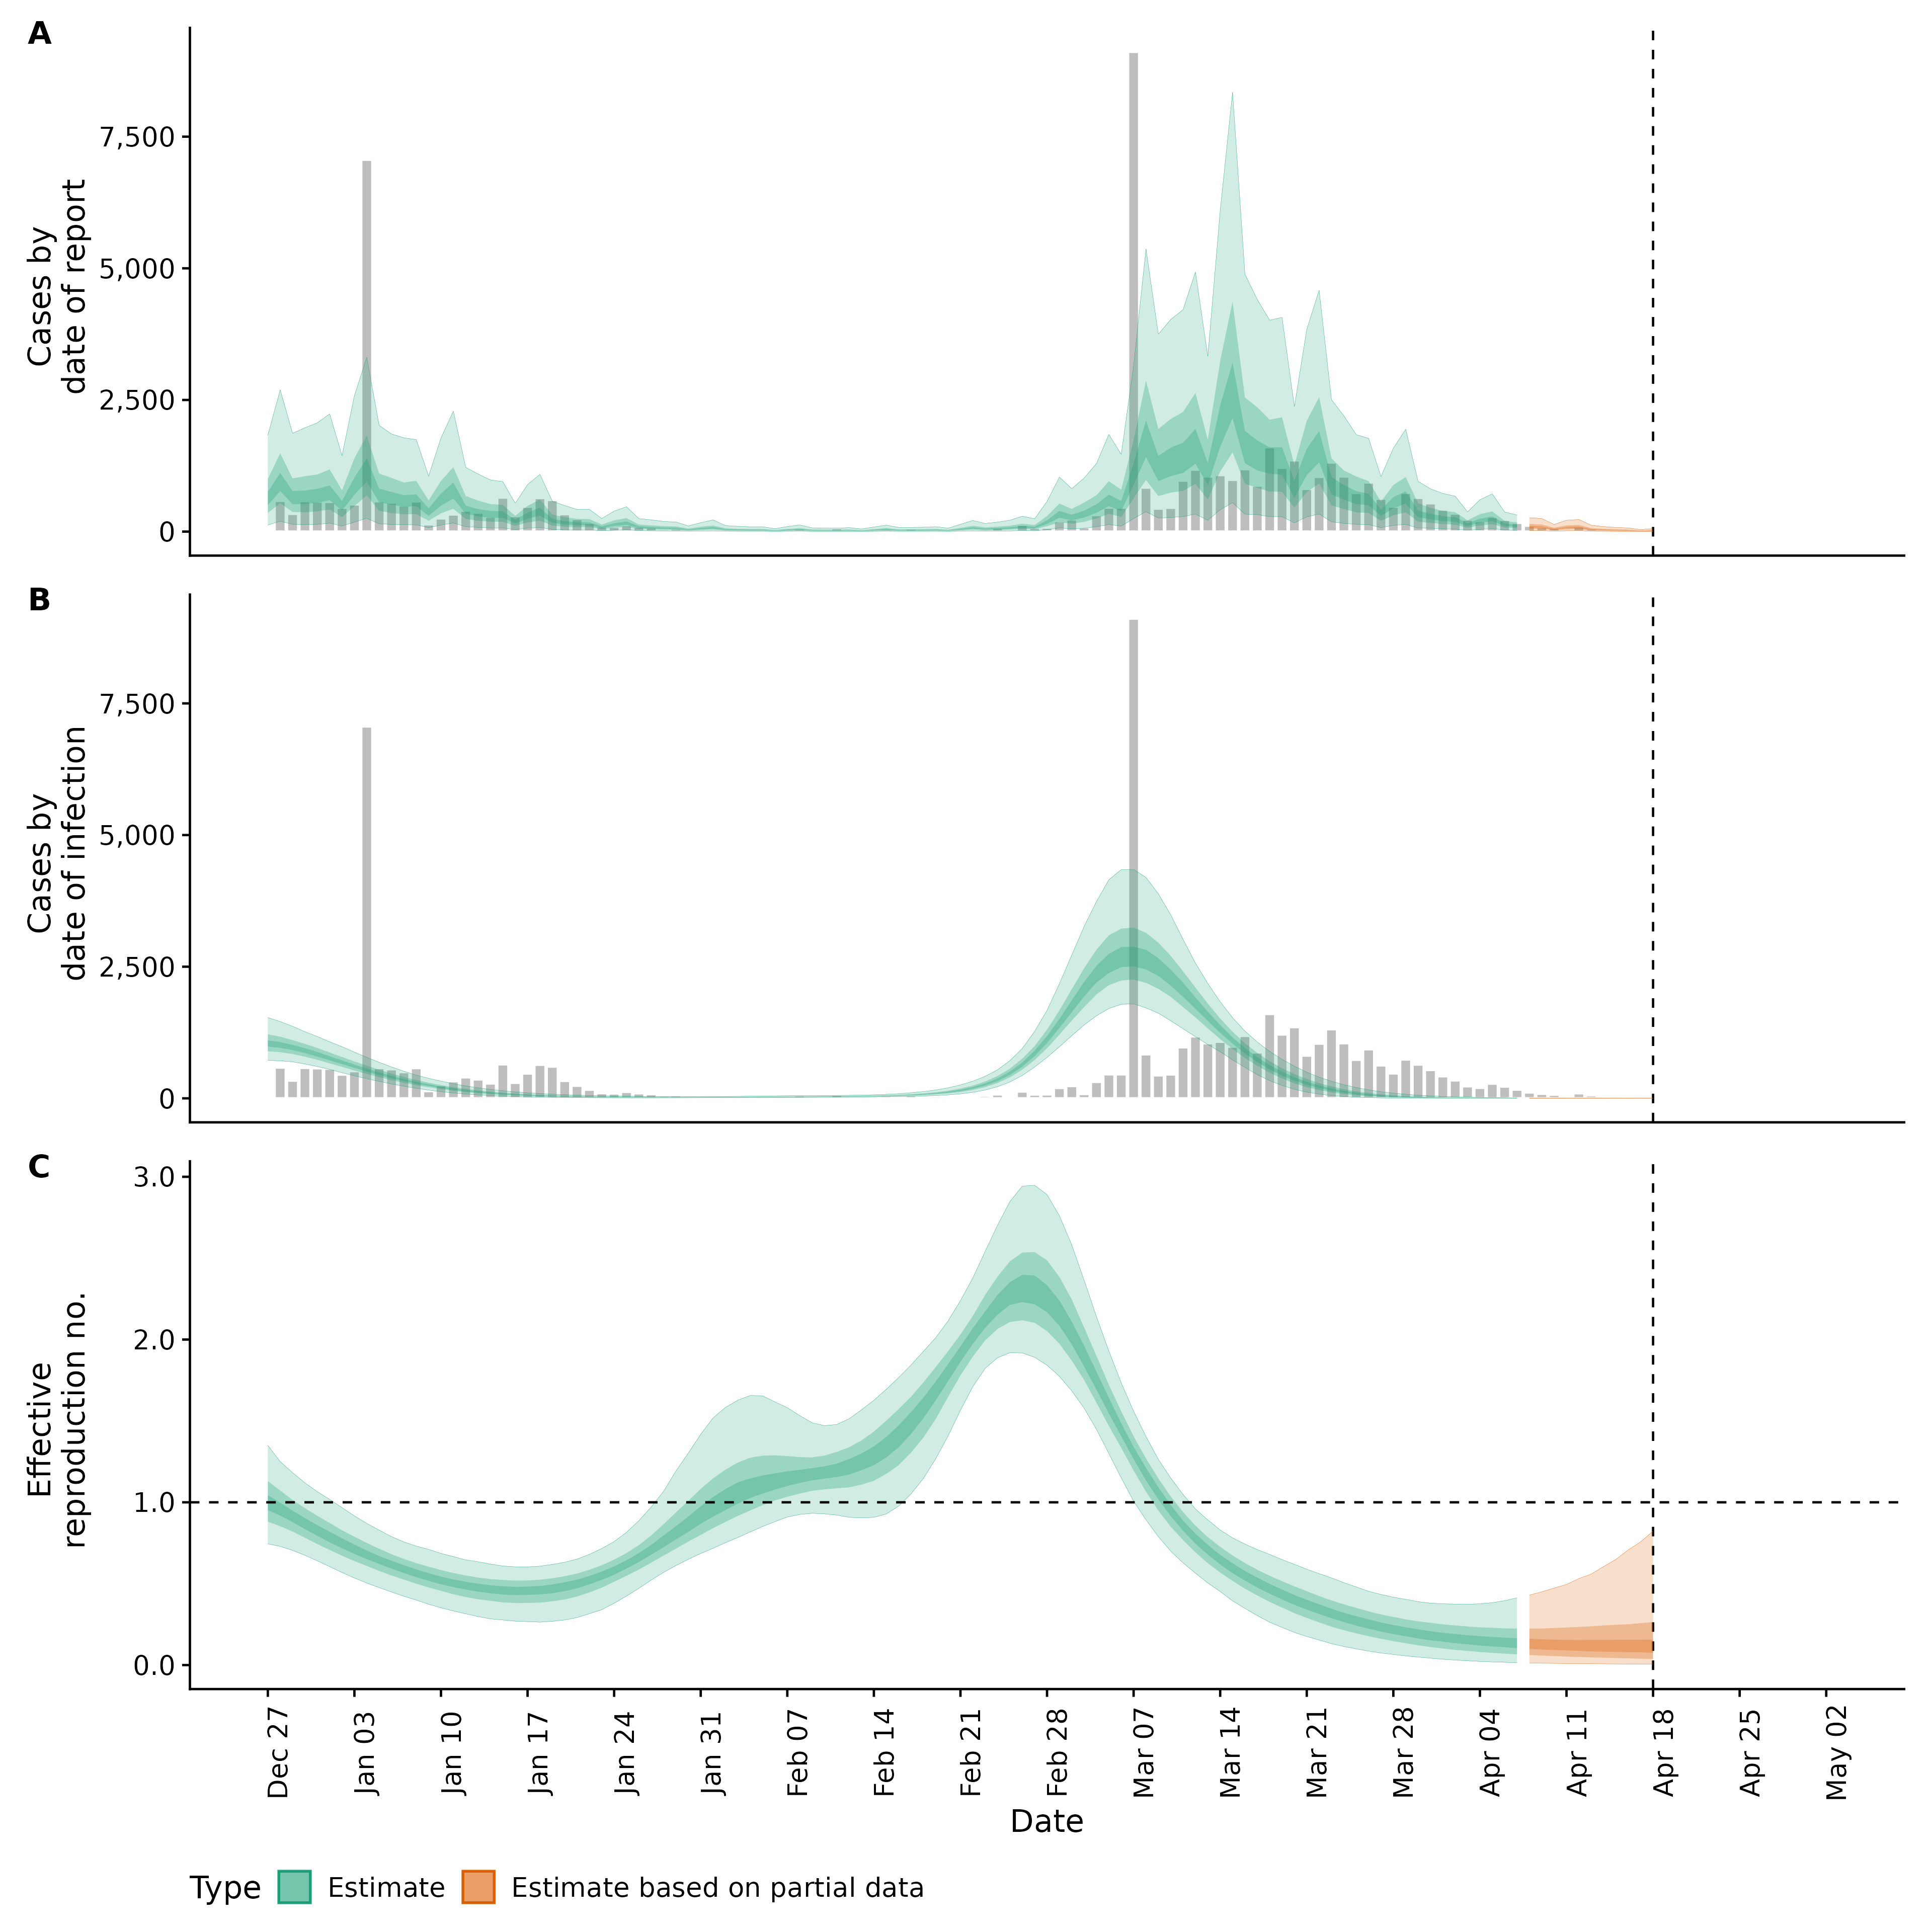 A
Cases by
date of report
7,500
5,000
2,500
0
B
Cases by
date of infection
7,500
5,000
2,500
0
C
Effective
reproduction no.
3.0
2.0
1.0
0.0
Dec 27
Jan 03
Jan 10
Jan 17
Jan 24
Jan 31
Feb 07
Feb 14
Feb 21
Feb 28
Mar 07
Mar 14
Mar 21
Mar 28
Apr 04
Apr 11
Apr 18
Apr 25
May 02
Date
Type Estimate Estimate based on partial data